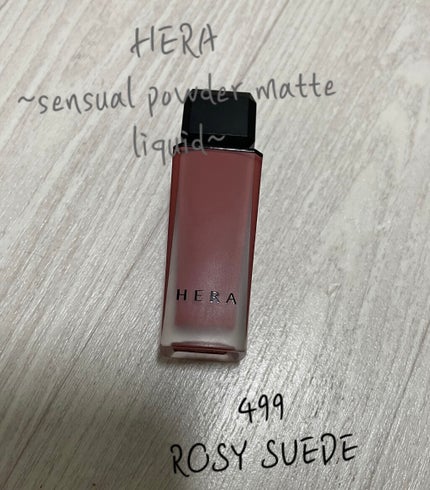 HERA
~sensual powder matte
liquid~
HERA
499
ROSY SUEDE